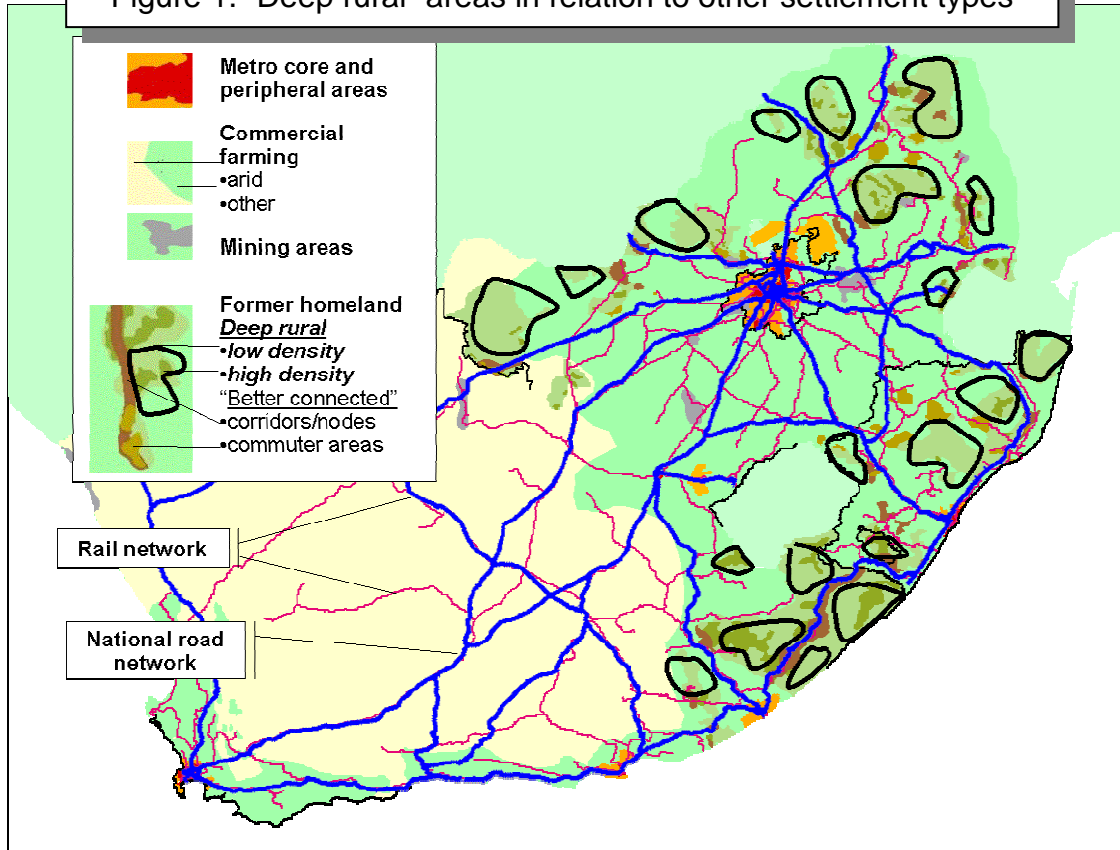 Figure 1: "Deep rural" areas in relation to other settlement types
Metro core and
peripheral areas
Commercial
farming
•arid
•other
Mining areas
Former homeland
Deep rural
•low density
•high density
“Better connected”
•corridors/nodes
•commuter areas
Rail network
National road
network